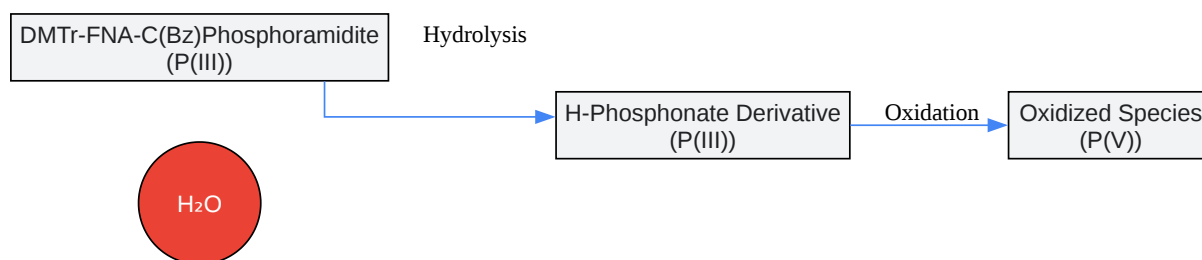 DMTr-FNA-C(Bz)Phosphoramidite
(P(III))
Hydrolysis
H-Phosphonate Derivative
(P(III))
Oxidation
Oxidized Species
(P(V))
H₂O